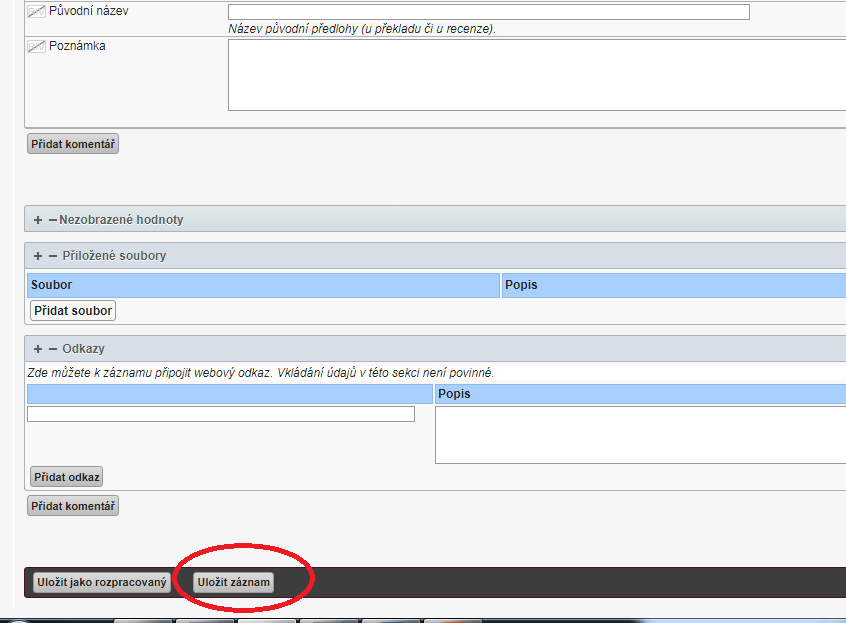 Původní název
Název původní předlohy (u překladu či u recenze).
Poznámka
Přidat komentář
+ − Nezobrazené hodnoty
+ − Přiložené soubory
Soubor Popis
Přidat soubor
+ − Odkazy
Zde můžete k záznamu připojit webový odkaz. Vkládání údajů v této sekci není povinné.
Popis
Přidat odkaz
Přidat komentář
Uložit jako rozpracovaný Uložit záznam